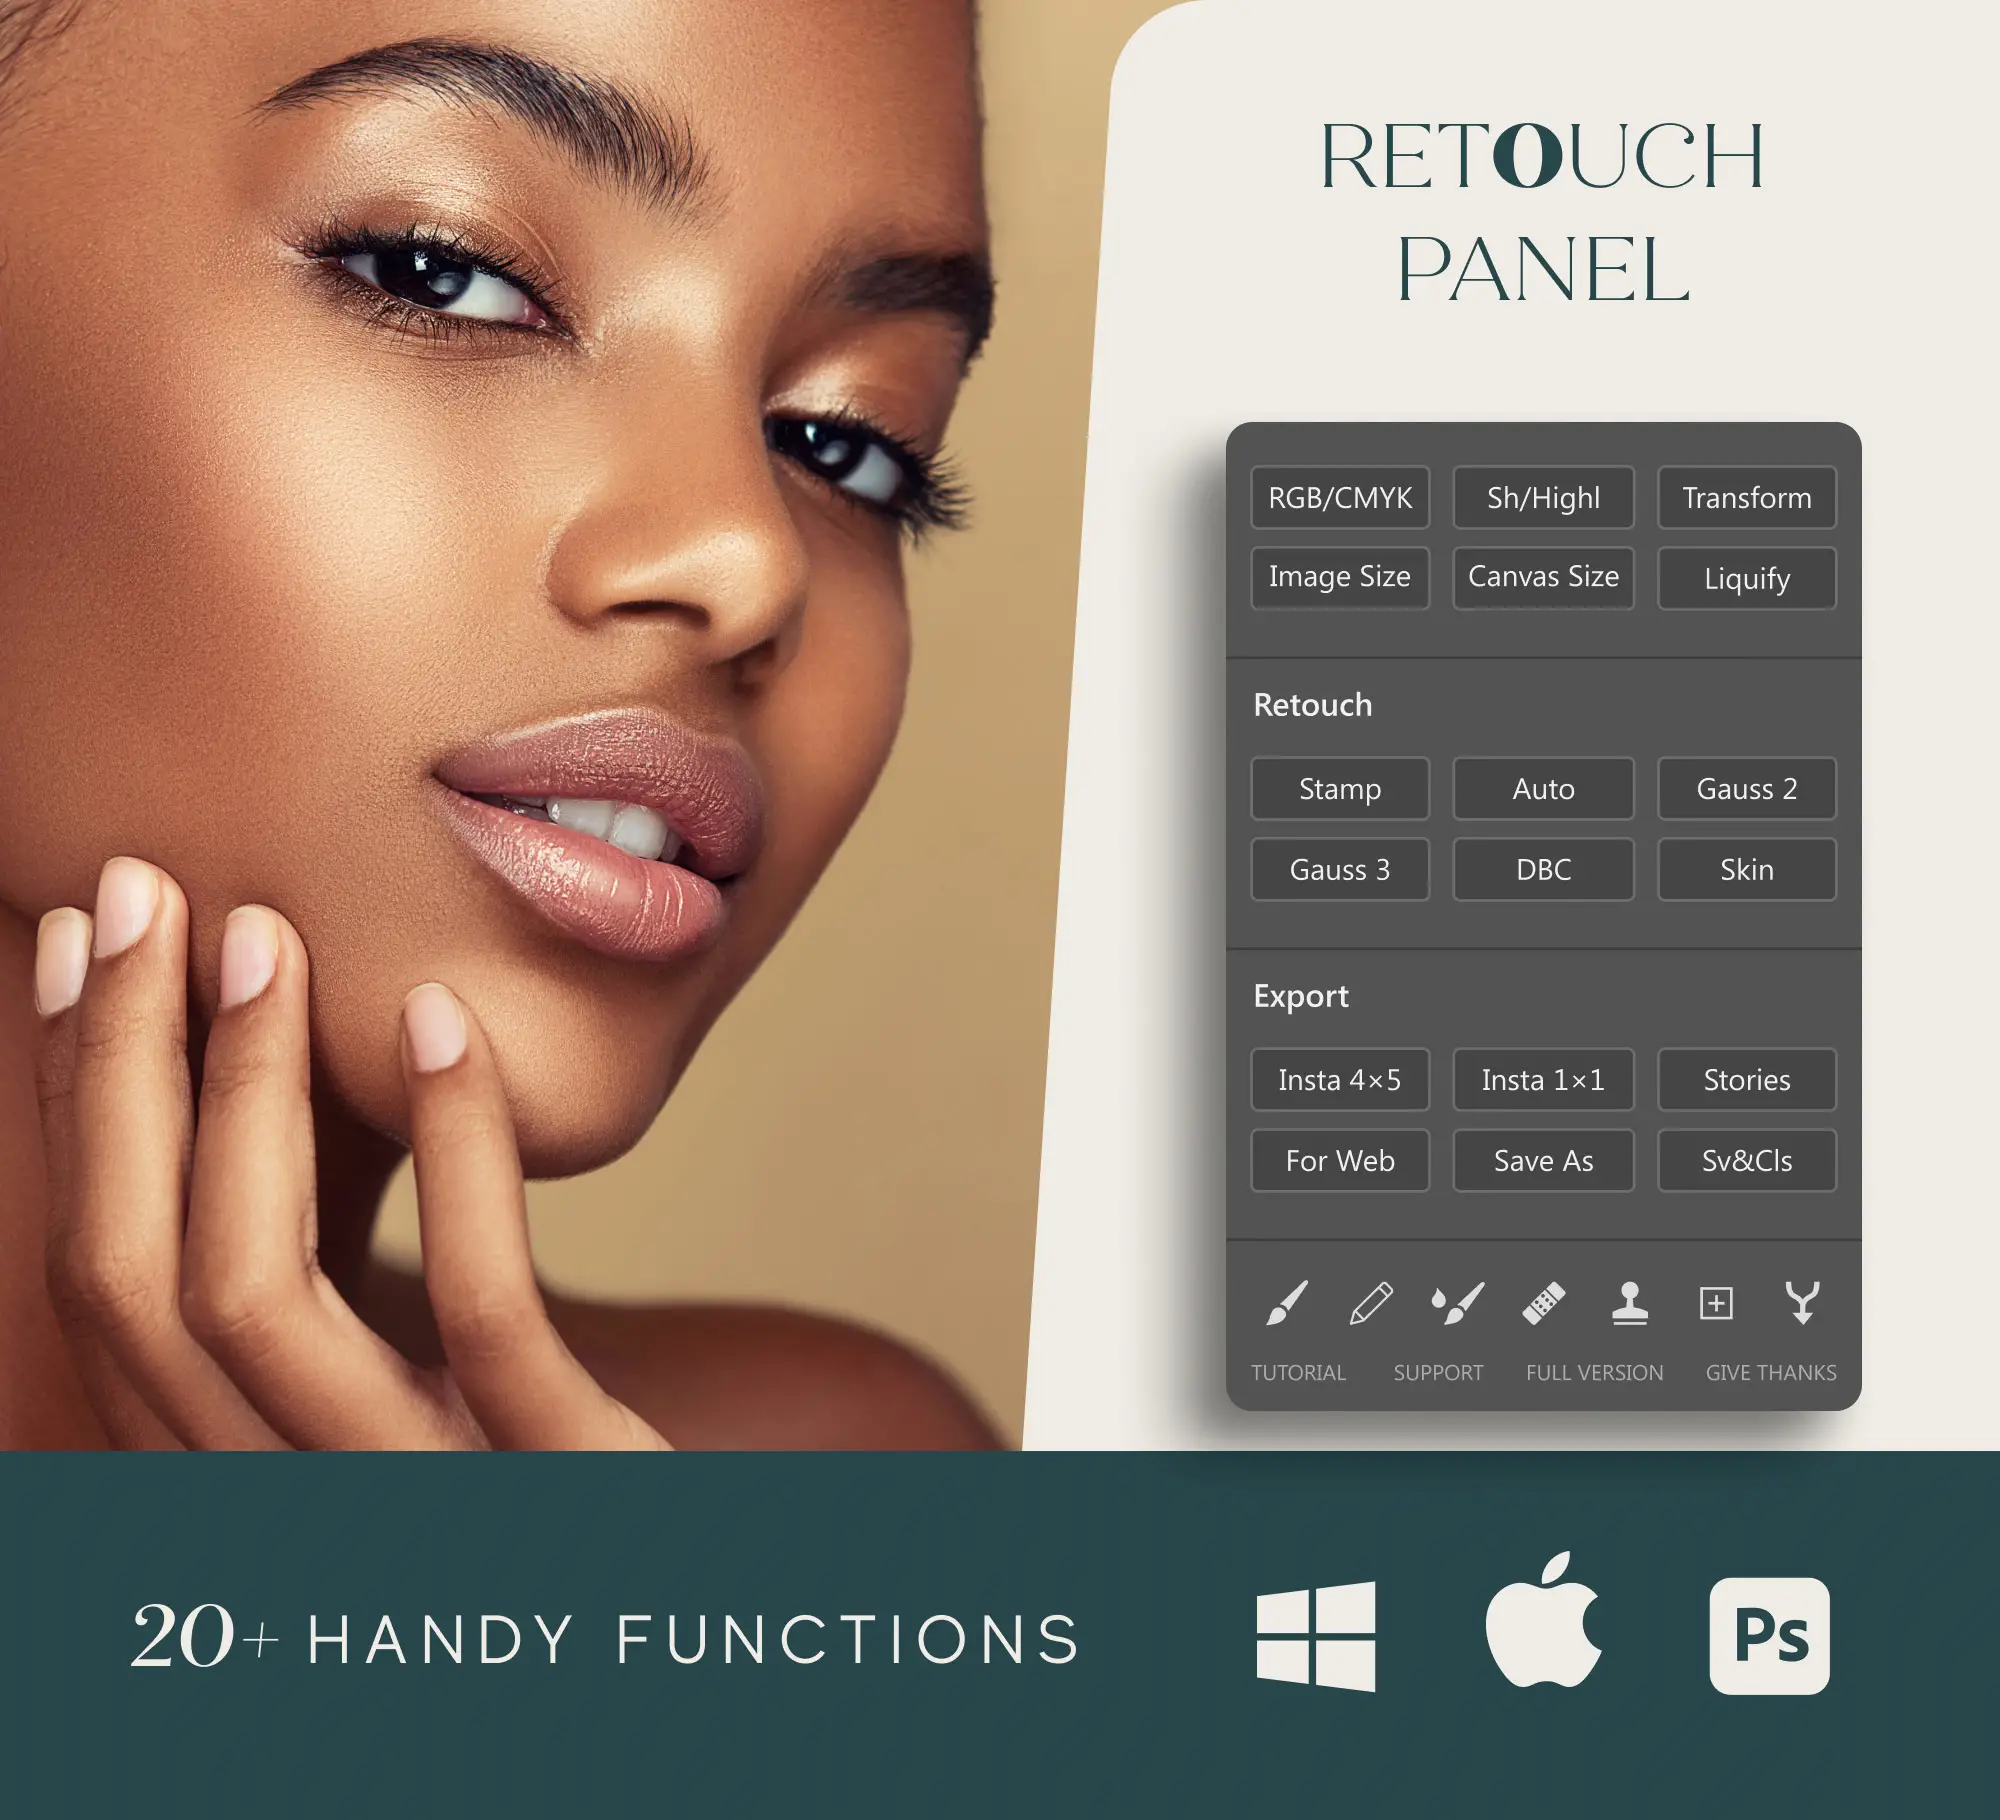 RETOUCH
PANEL
RGB/CMYK Sh/Highl Transform
Image Size Canvas Size Liquify
Retouch
Stamp Auto Gauss 2
Gauss 3 DBC Skin
Export
Insta 4×5 Insta 1×1 Stories
For Web Save As Sv&Cls
TUTORIAL SUPPORT FULL VERSION GIVE THANKS
20+ HANDY FUNCTIONS
Ps